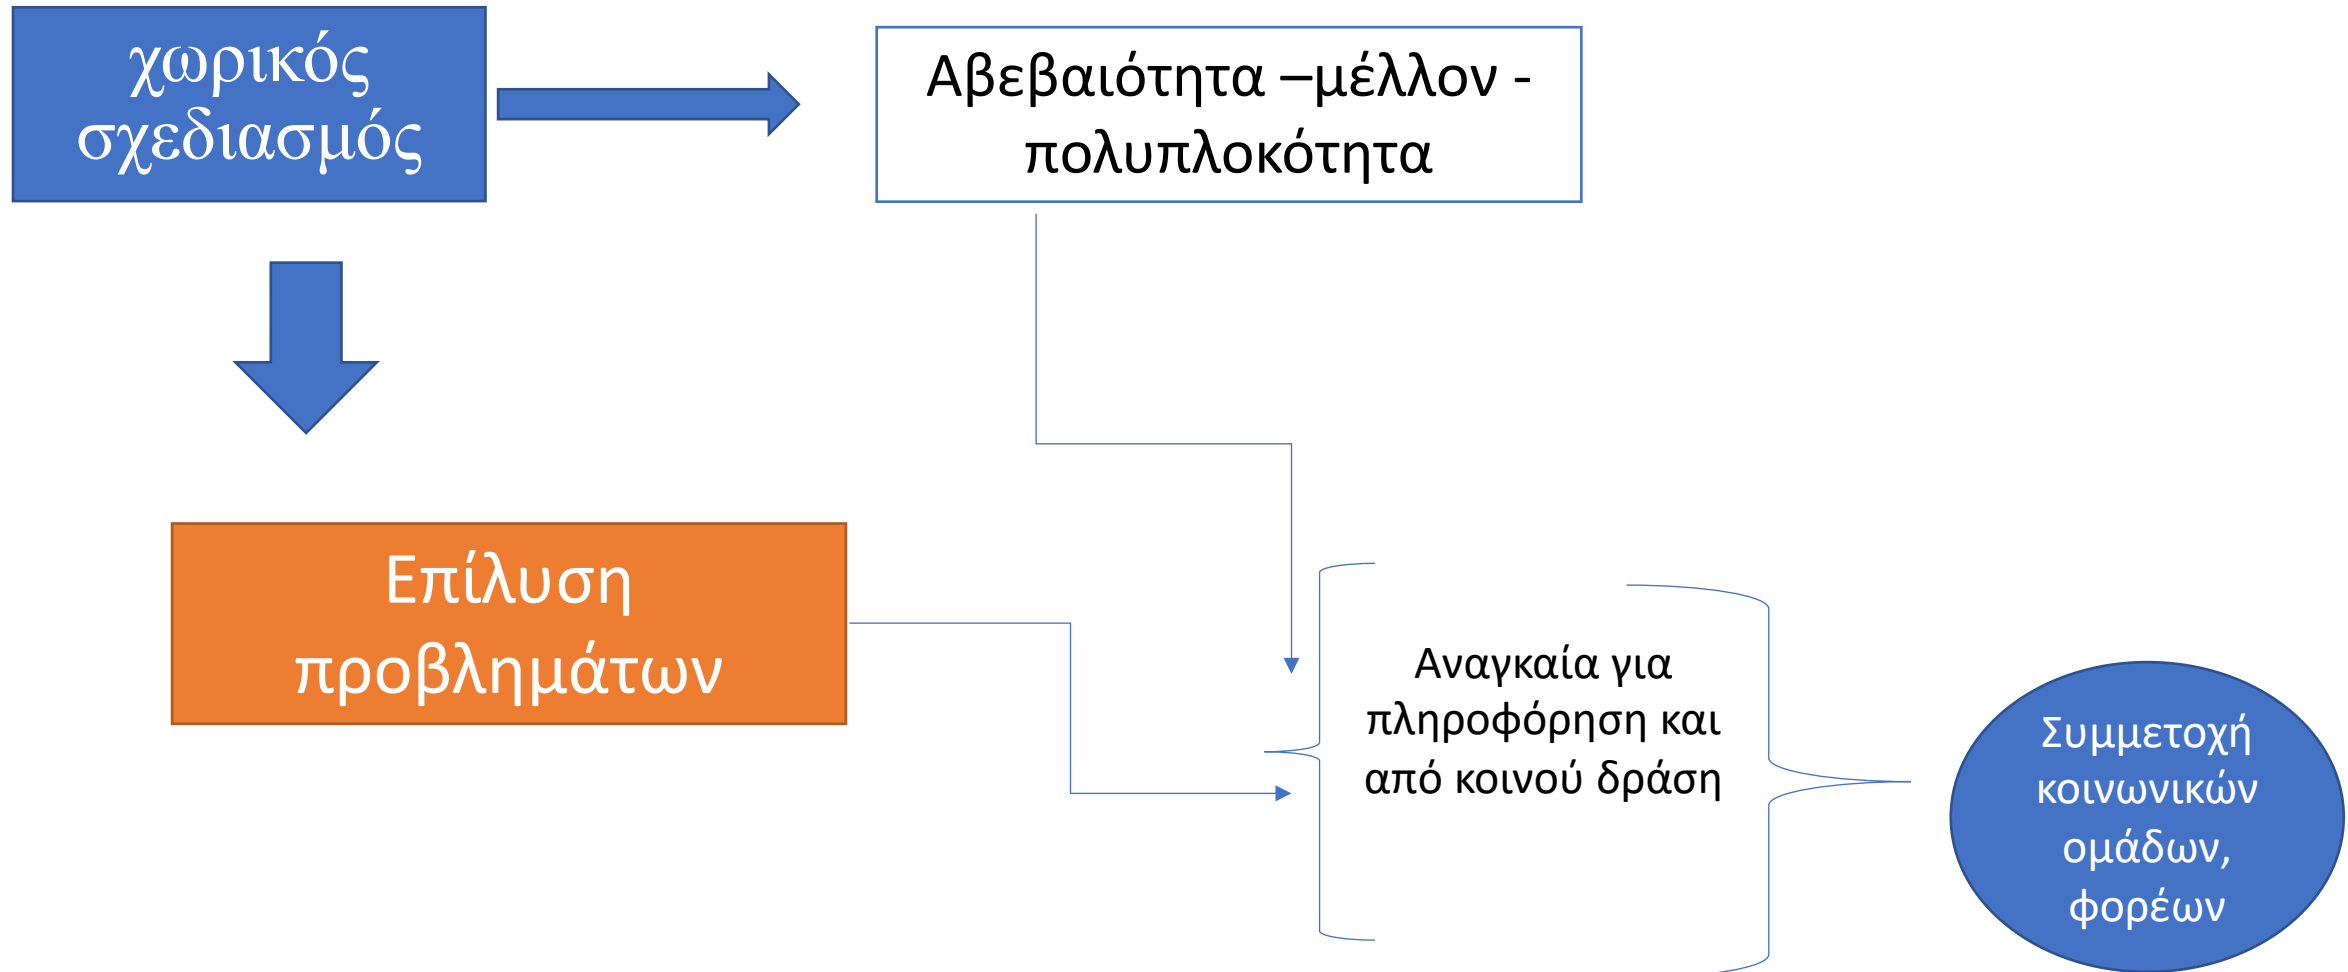 χωρικός
σχεδιασμός
Αβεβαιότητα –μέλλον -
πολυπλοκότητα
Επίλυση
προβλημάτων
Αναγκαία για
πληροφόρηση και
από κοινού δράση
Συμμετοχή
κοινωνικών
ομάδων,
φορέων